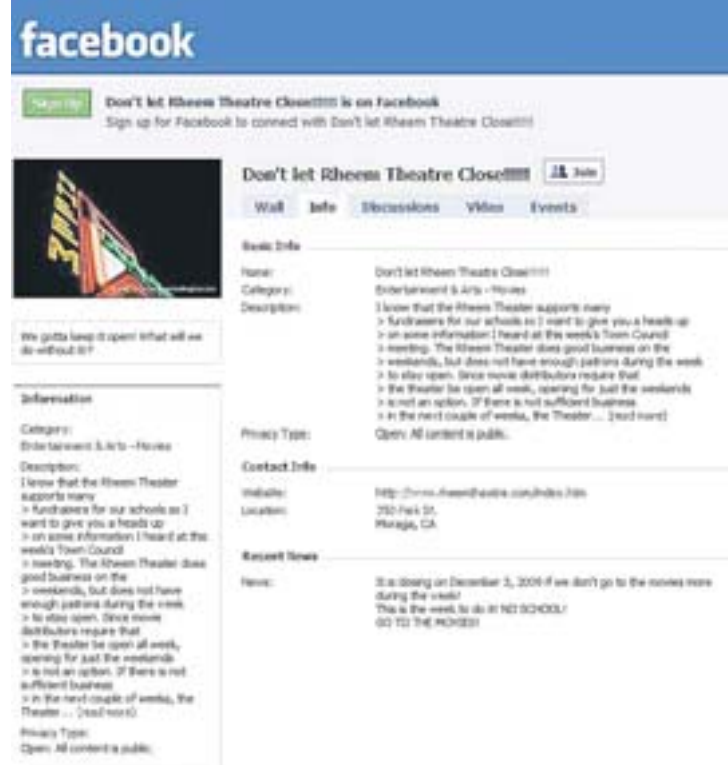 facebook
Sign Up
Don't let Rheem Theatre Close!!!!! is on Facebook
Sign up for Facebook to connect with Don't let Rheem Theatre Close!!!!!
Don't let Rheem Theatre Close!!!!!
Join
Wall Info Discussions Video Events
We gotta keep it open! What will we
do without it?
Information
Category:
Entertainment & Arts - Movies
Description:
I know that the Rheem Theater
supports many
> fundraisers for our schools so I
want to give you a heads up
> on some information I heard at this
week's Town Council
> meeting. The Rheem Theater does
good business on the
> weekends, but does not have
enough patrons during the week
> to stay open. Since movie
distributors require that
> the theater be open all week,
opening for just the weekends
> is not an option. If there is not
sufficient business
> in the next couple of weeks, the
Theater ... (read more)
Privacy Type:
Open: All content is public.
Basic Info
Name: Don't let Rheem Theatre Close!!!!!
Category: Entertainment & Arts - Movies
Description: I know that the Rheem Theater supports many
> fundraisers for our schools so I want to give you a heads up
> on some information I heard at this week's Town Council
> meeting. The Rheem Theater does good business on the
> weekends, but does not have enough patrons during the week
> to stay open. Since movie distributors require that
> the theater be open all week, opening for just the weekends
> is not an option. If there is not sufficient business
> in the next couple of weeks, the Theater ... (read more)
Privacy Type: Open: All content is public.
Contact Info
Website: http://www.rheemtheatre.com/index.htm
Location: 350 Park St.
Moraga, CA
Recent News
News: It is closing on December 3, 2009 if we don't go to the movies more
during the week!
This is the week to do it! NO SCHOOL!
GO TO THE MOVIES!!